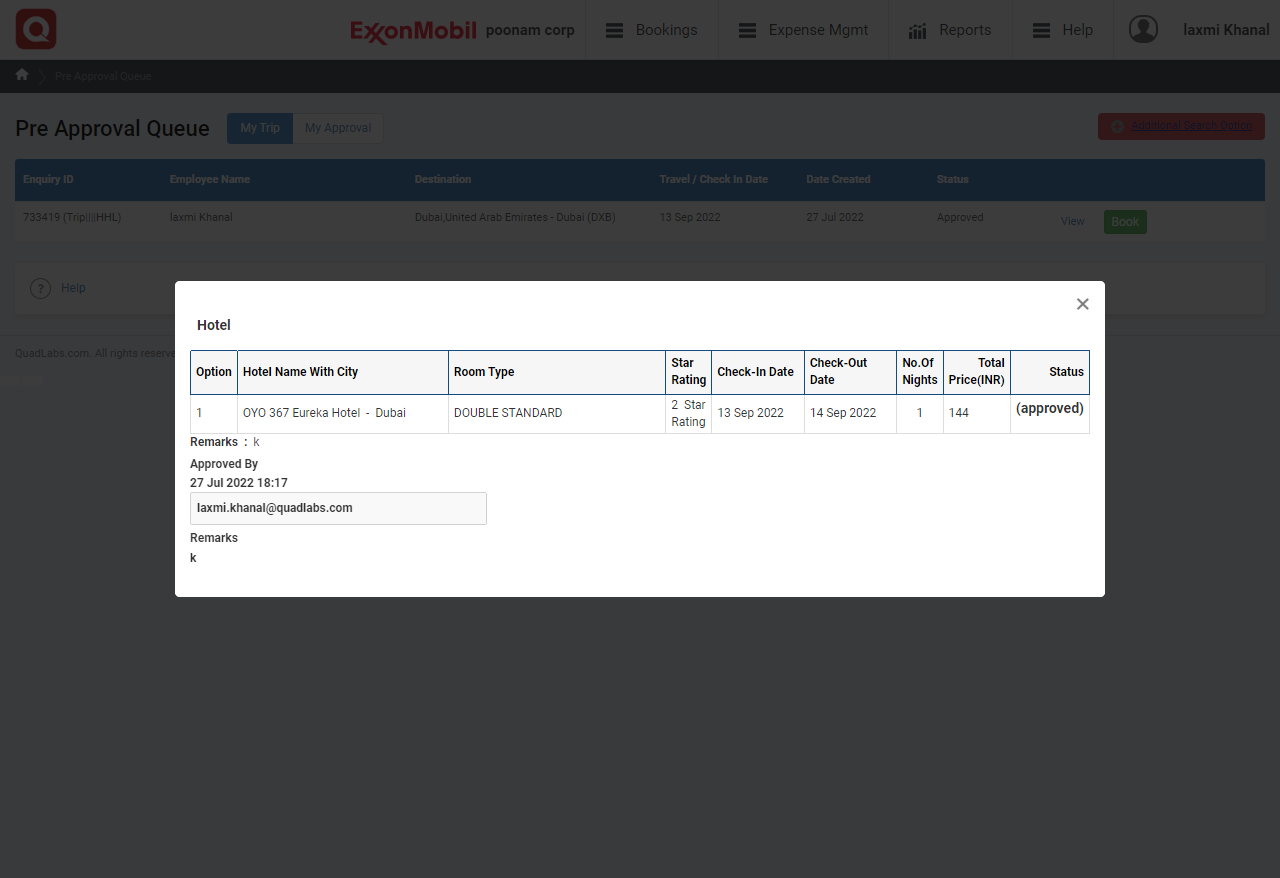 ExxonMobil poonam corp Bookings Expense Mgmt Reports Help laxmi Khanal
Pre Approval Queue
Pre Approval Queue My Trip My Approval Additional Search Option
Enquiry ID Employee Name Destination Travel / Check In Date Date Created Status
733419 (Trip||||HHL) laxmi Khanal Dubai,United Arab Emirates - Dubai (DXB) 13 Sep 2022 27 Jul 2022 Approved View Book
? Help
QuadLabs.com. All rights reserve
Hotel
Option Hotel Name With City Room Type Star Rating Check-In Date Check-Out Date No.Of Nights Total Price(INR) Status
1 OYO 367 Eureka Hotel - Dubai DOUBLE STANDARD 2 Star Rating 13 Sep 2022 14 Sep 2022 1 144 (approved)
Remarks : k
Approved By
27 Jul 2022 18:17
laxmi.khanal@quadlabs.com
Remarks
k